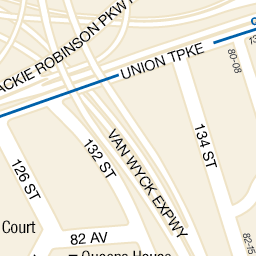 JACKIE ROBINSON PKWY
UNION TPKE
80-08
134 ST
VAN WYCK EXPWY
132 ST
126 ST
Court
82 AV
Queens House
82-15